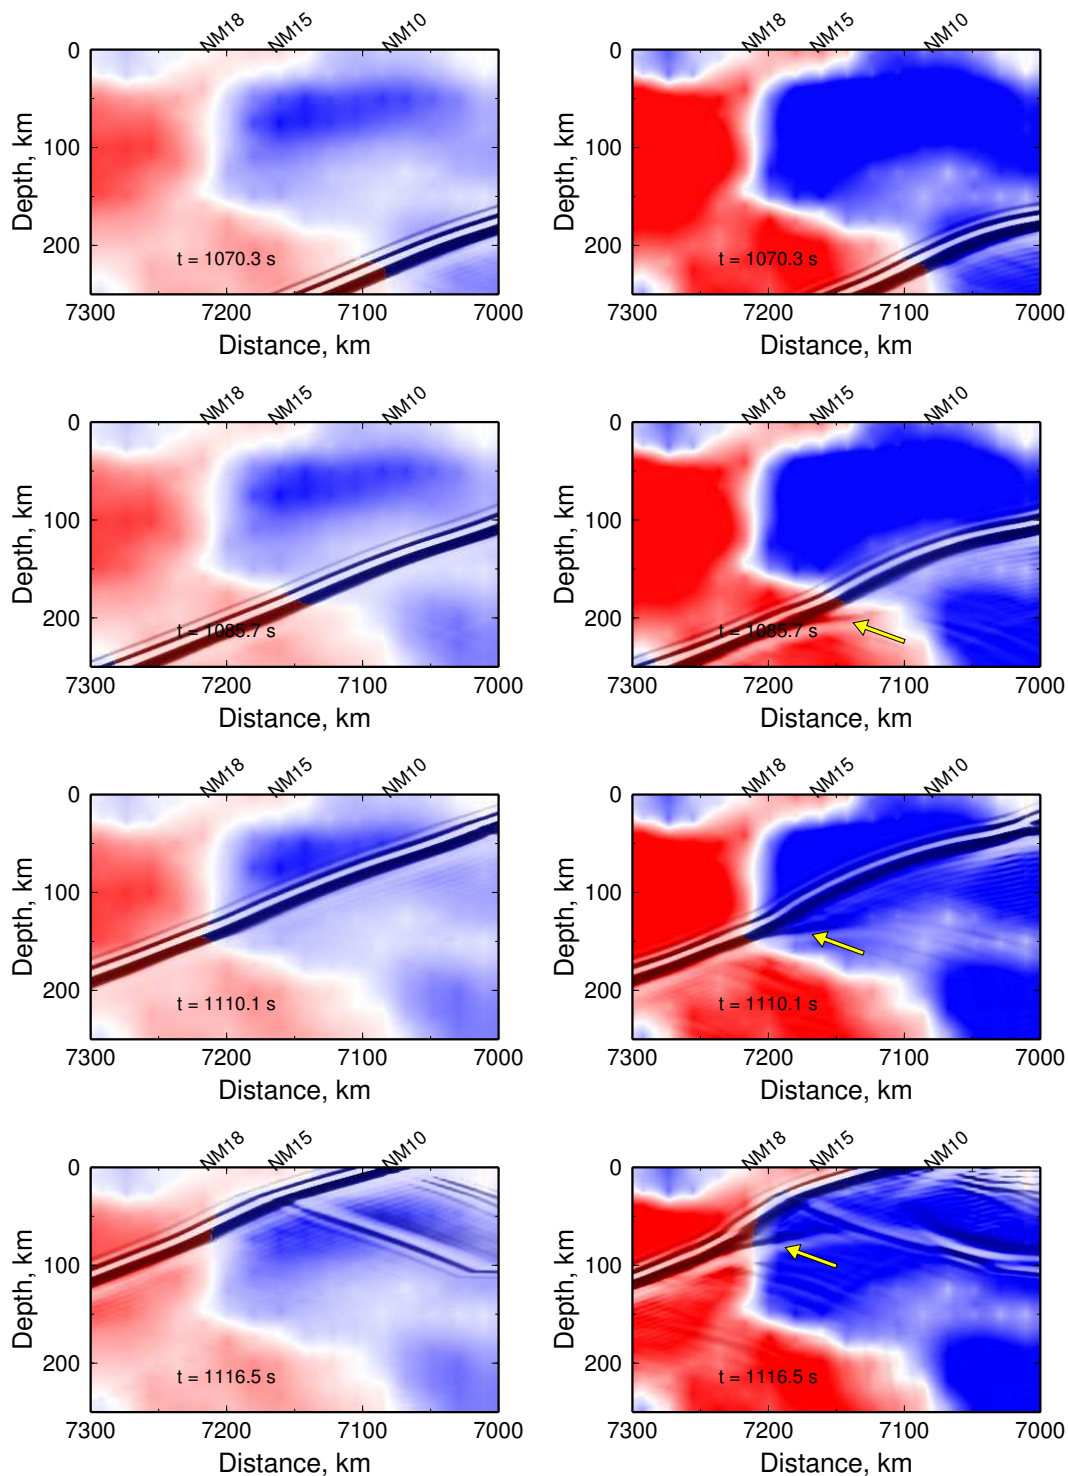 NM18 NM15 NM10 NM18 NM15 NM10
0 0
100 100
200 200
Depth, km Depth, km
t = 1070.3 s t = 1070.3 s
7300 7200 7100 7000 7300 7200 7100 7000
Distance, km Distance, km
NM18 NM15 NM10 NM18 NM15 NM10
0 0
100 100
200 200
Depth, km Depth, km
t = 1085.7 s t = 1085.7 s
7300 7200 7100 7000 7300 7200 7100 7000
Distance, km Distance, km
NM18 NM15 NM10 NM18 NM15 NM10
0 0
100 100
200 200
Depth, km Depth, km
t = 1110.1 s t = 1110.1 s
7300 7200 7100 7000 7300 7200 7100 7000
Distance, km Distance, km
NM18 NM15 NM10 NM18 NM15 NM10
0 0
100 100
200 200
Depth, km Depth, km
t = 1116.5 s t = 1116.5 s
7300 7200 7100 7000 7300 7200 7100 7000
Distance, km Distance, km